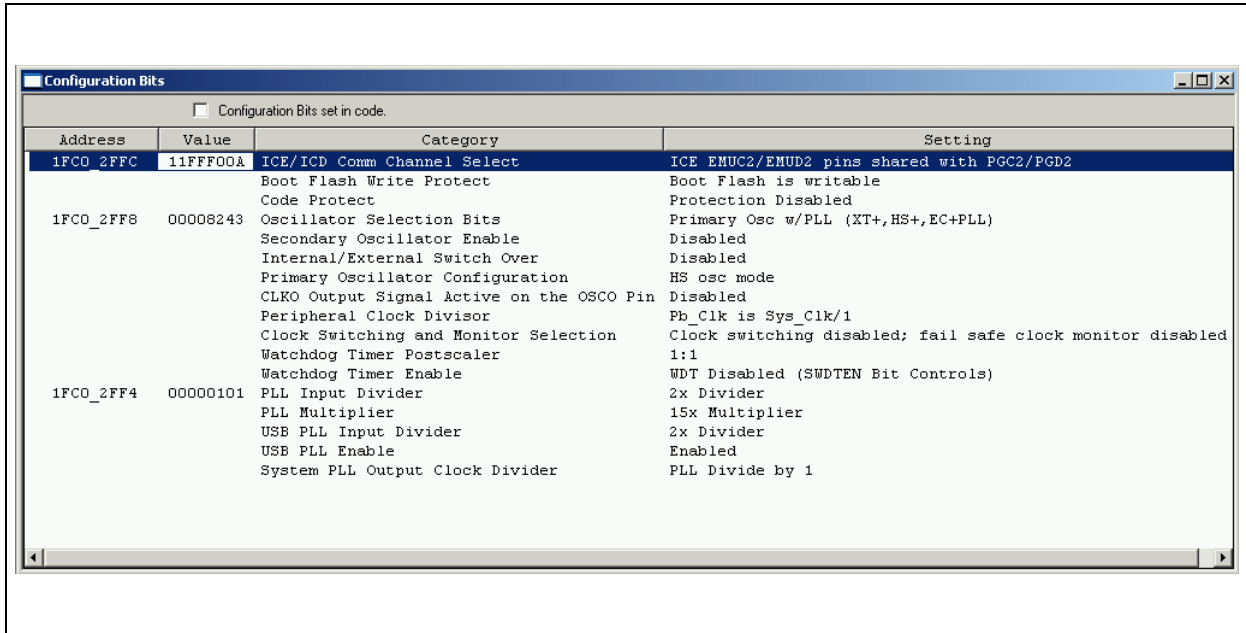 Configuration Bits
Configuration Bits set in code.
Address Value Category Setting
1FC0_2FFC 11FFF00A ICE/ICD Comm Channel Select ICE EMUC2/EMUD2 pins shared with PGC2/PGD2
Boot Flash Write Protect Boot Flash is writable
Code Protect Protection Disabled
1FC0_2FF8 00008243 Oscillator Selection Bits Primary Osc w/PLL (XT+,HS+,EC+PLL)
Secondary Oscillator Enable Disabled
Internal/External Switch Over Disabled
Primary Oscillator Configuration HS osc mode
CLKO Output Signal Active on the OSCO Pin Disabled
Peripheral Clock Divisor Pb_Clk is Sys_Clk/1
Clock Switching and Monitor Selection Clock switching disabled; fail safe clock monitor disabled
Watchdog Timer Postscaler 1:1
Watchdog Timer Enable WDT Disabled (SWDTEN Bit Controls)
1FC0_2FF4 00000101 PLL Input Divider 2x Divider
PLL Multiplier 15x Multiplier
USB PLL Input Divider 2x Divider
USB PLL Enable Enabled
System PLL Output Clock Divider PLL Divide by 1